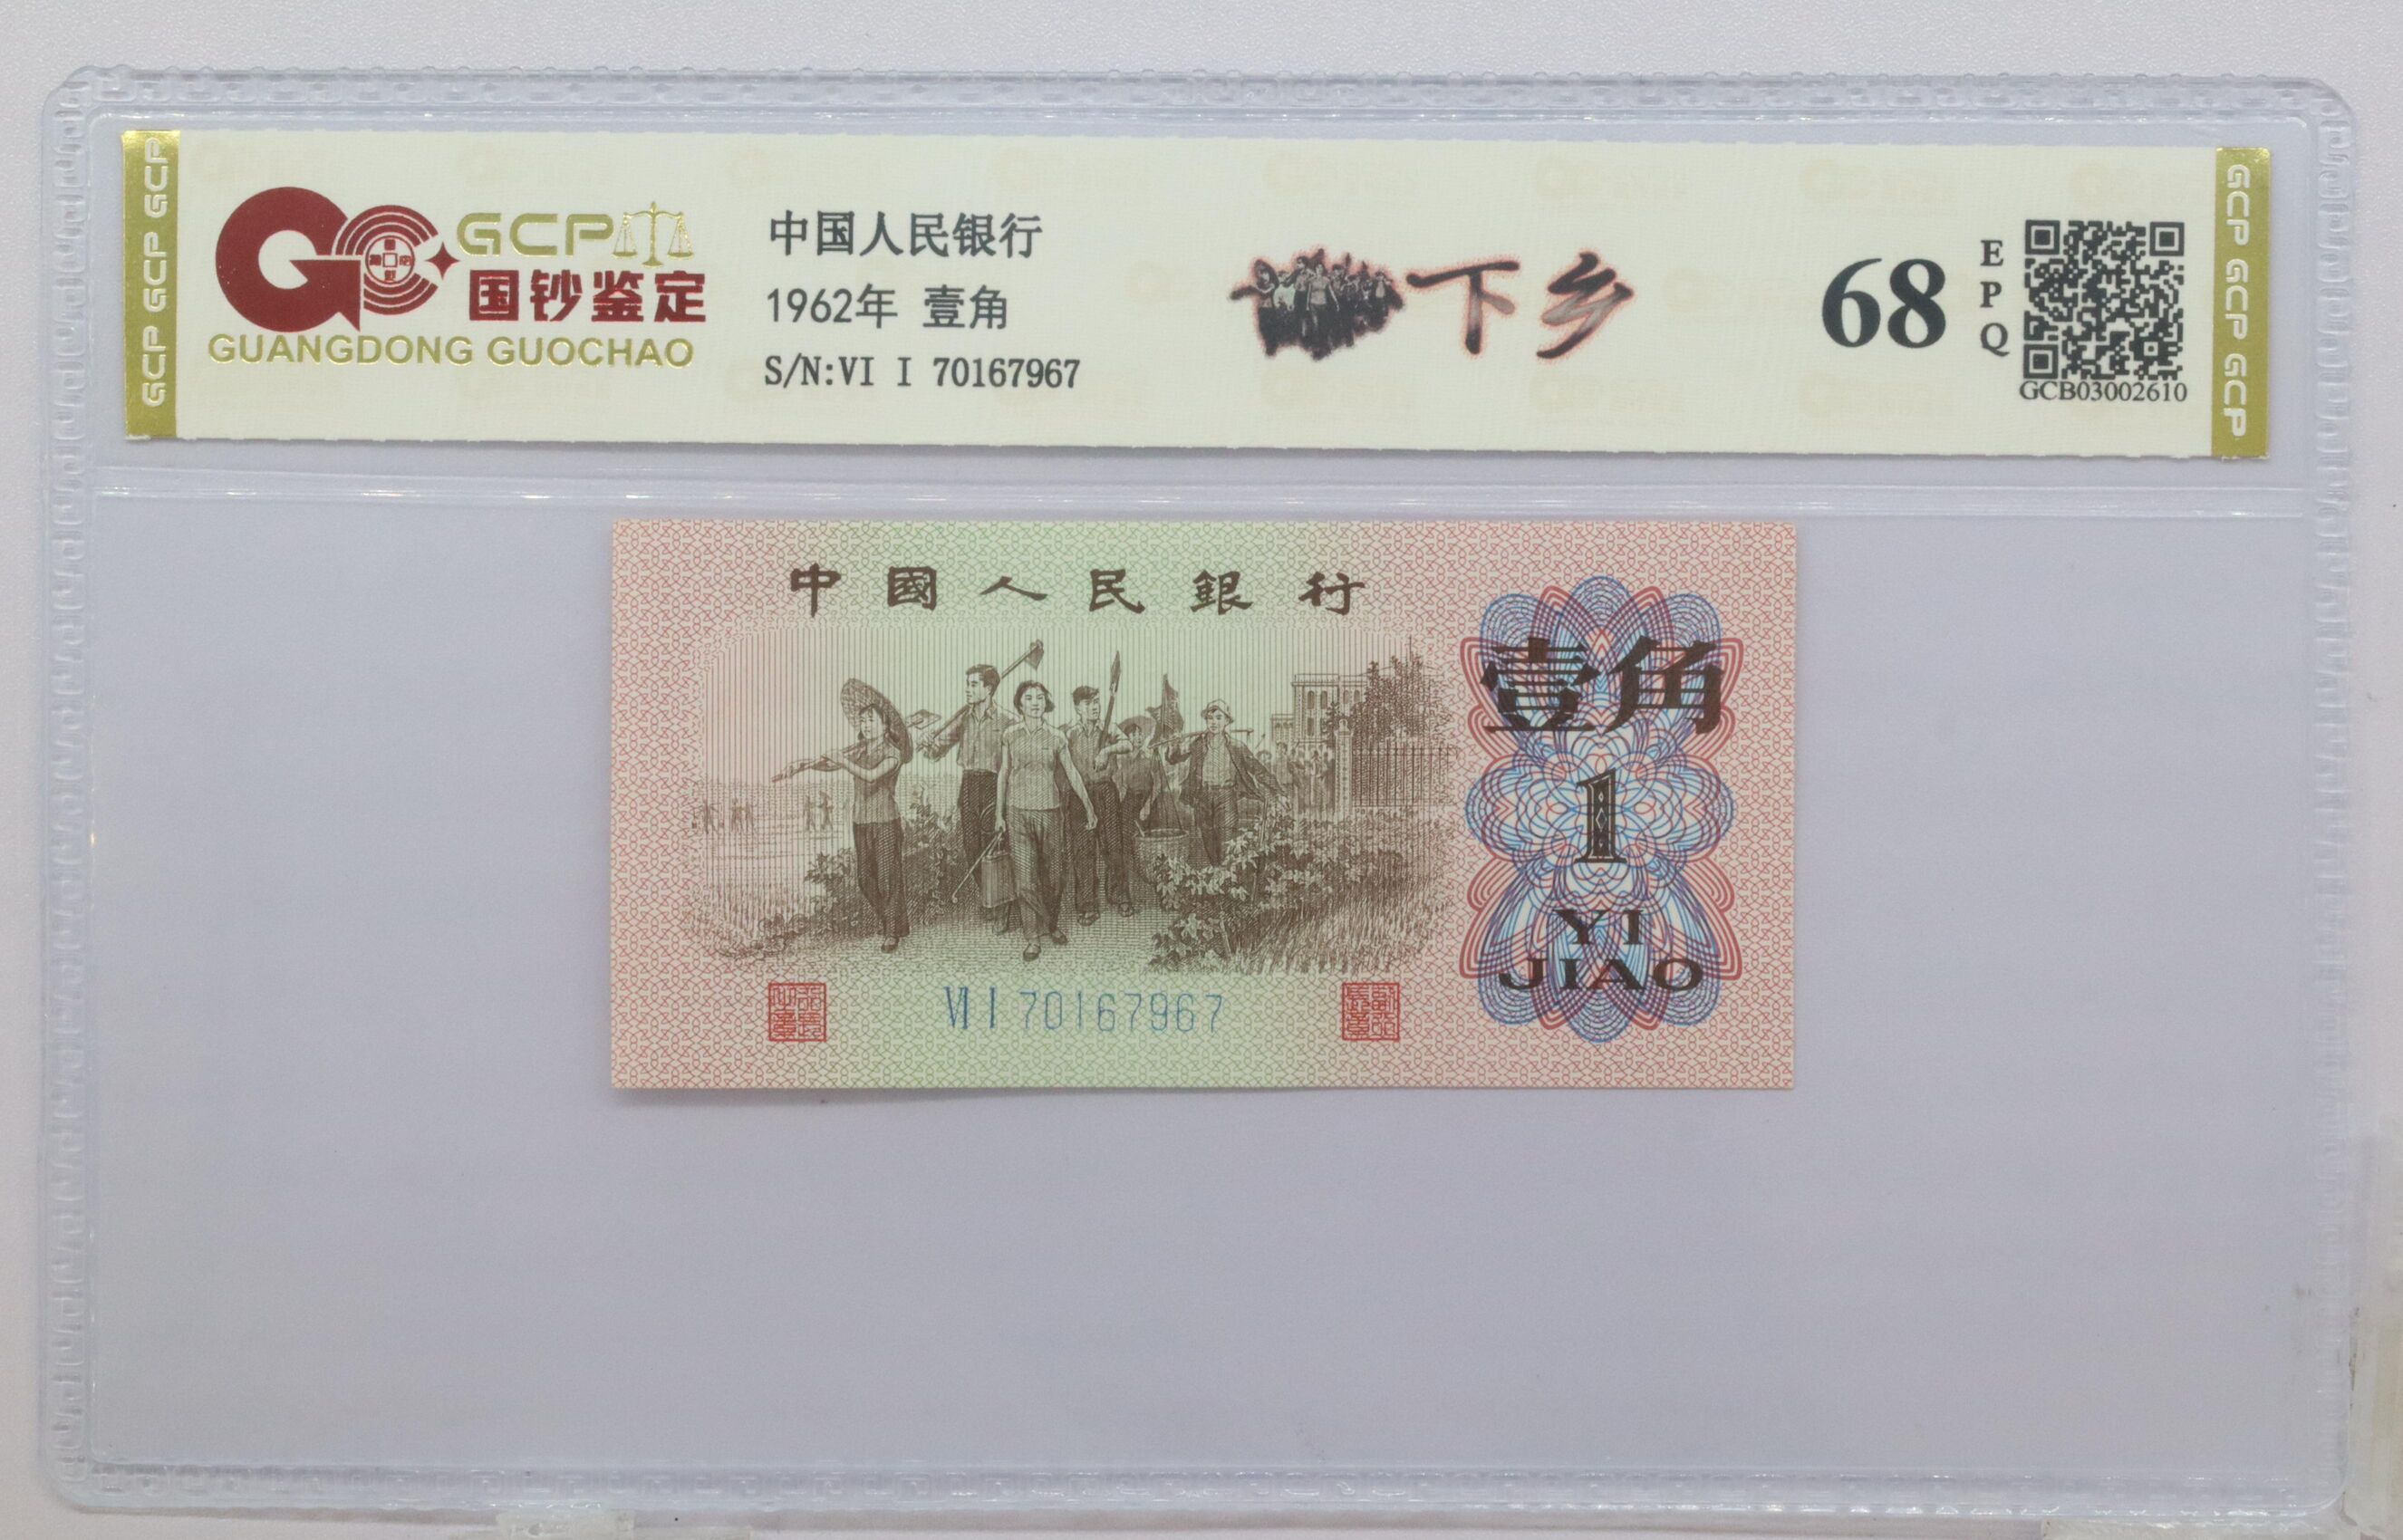 GCP GCP GCP
GCP
国钞鉴定
GUANGDONG GUOCHAO
中国人民银行
1962年 壹角
S/N:VI I 70167967
下乡
68
EPQ
GCB03002610
GCP GCP GCP
中國人民銀行
壹角
1
YI
JIAO
VI I 70167967